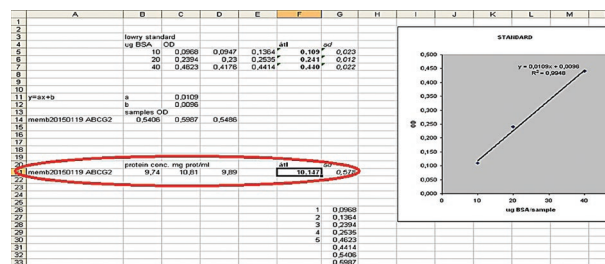 A B C D E F G H I J K L M
1
2
3 lowry standard
4 ug BSA OD átl sd
5 10 0,0968 0,0947 0,1364 0,109 0,023
6 20 0,2394 0,23 0,2535 0,241 0,012
7 40 0,4623 0,4176 0,4414 0,440 0,022
8
9
10
11 y=ax+b a 0,0109
12 b 0,0096
13 samples OD
14 memb20150119 ABCG2 0,5406 0,5987 0,5486
15
16
17
18
19
20 protein conc. mg prot/ml átl sd
21 memb20150119 ABCG2 9,74 10,81 9,89 10,147 0,578
22
26 1 0,0968
27 2 0,1364
28 3 0,2394
29 4 0,2535
30 5 0,4623
31 0,4414
32 0,5406
33 0,5987
STANDARD
0,500
0,450
0,400
0,350
0,300
0,250
0,200
0,150
0,100
0,050
0,000
OD
y = 0,0109x + 0,0096
R² = 0,9948
0 10 20 30 40
ug BSA/sample